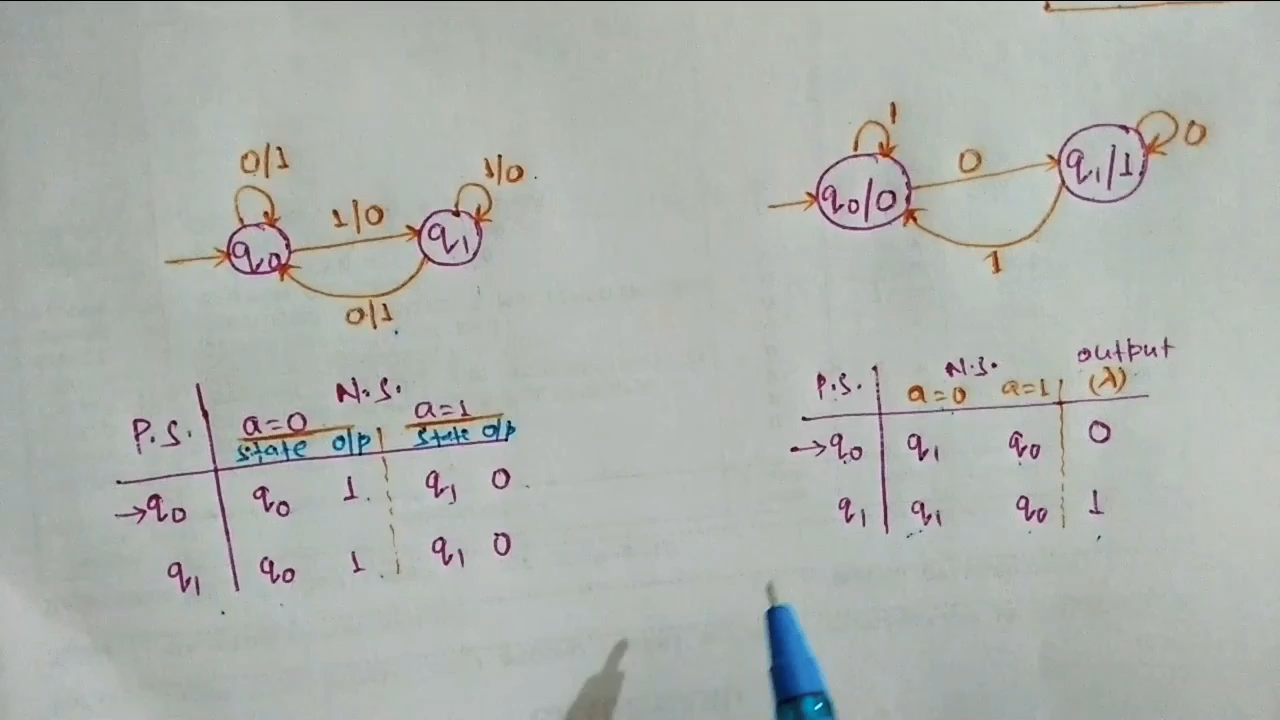 0/1
1/0
1/0
q0
q1
0/1
1
0
0
q0/0
q1/1
1
P.S. N.S.
a=0 a=1
state o/p state o/p
→q0 q0 1 q1 0
q1 q0 1 q1 0
P.S. N.S. output
a=0 a=1 (λ)
→q0 q1 q0 0
q1 q1 q0 1